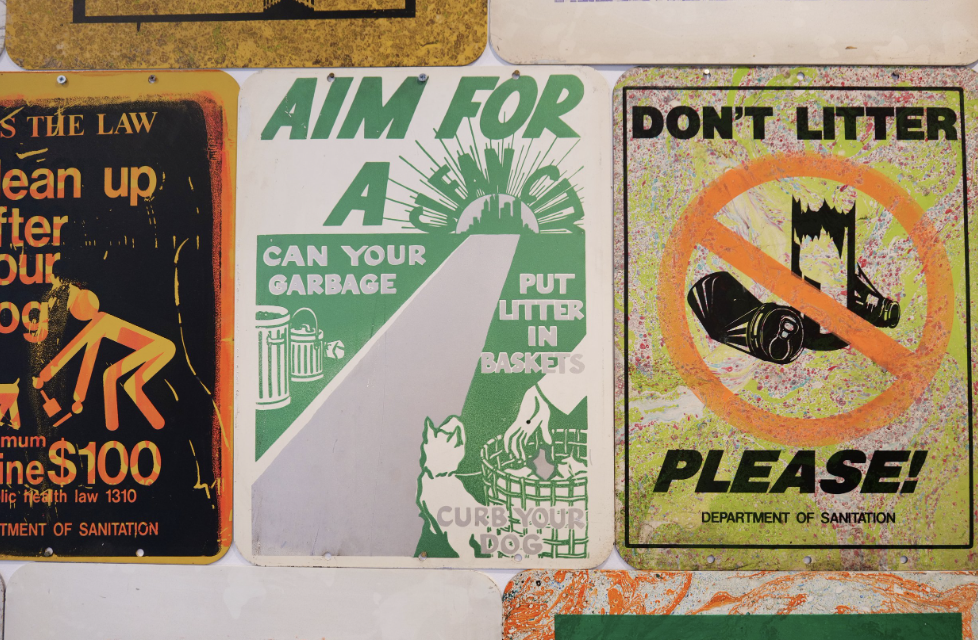 S THE LAW
lean up
fter
our
og
mum
ine $100
lic health law 1310
TMENT OF SANITATION
AIM FOR
A
CLEAN CITY
CAN YOUR
GARBAGE
PUT
LITTER
IN
BASKETS
CURB YOUR
DOG
DON'T LITTER
PLEASE!
DEPARTMENT OF SANITATION